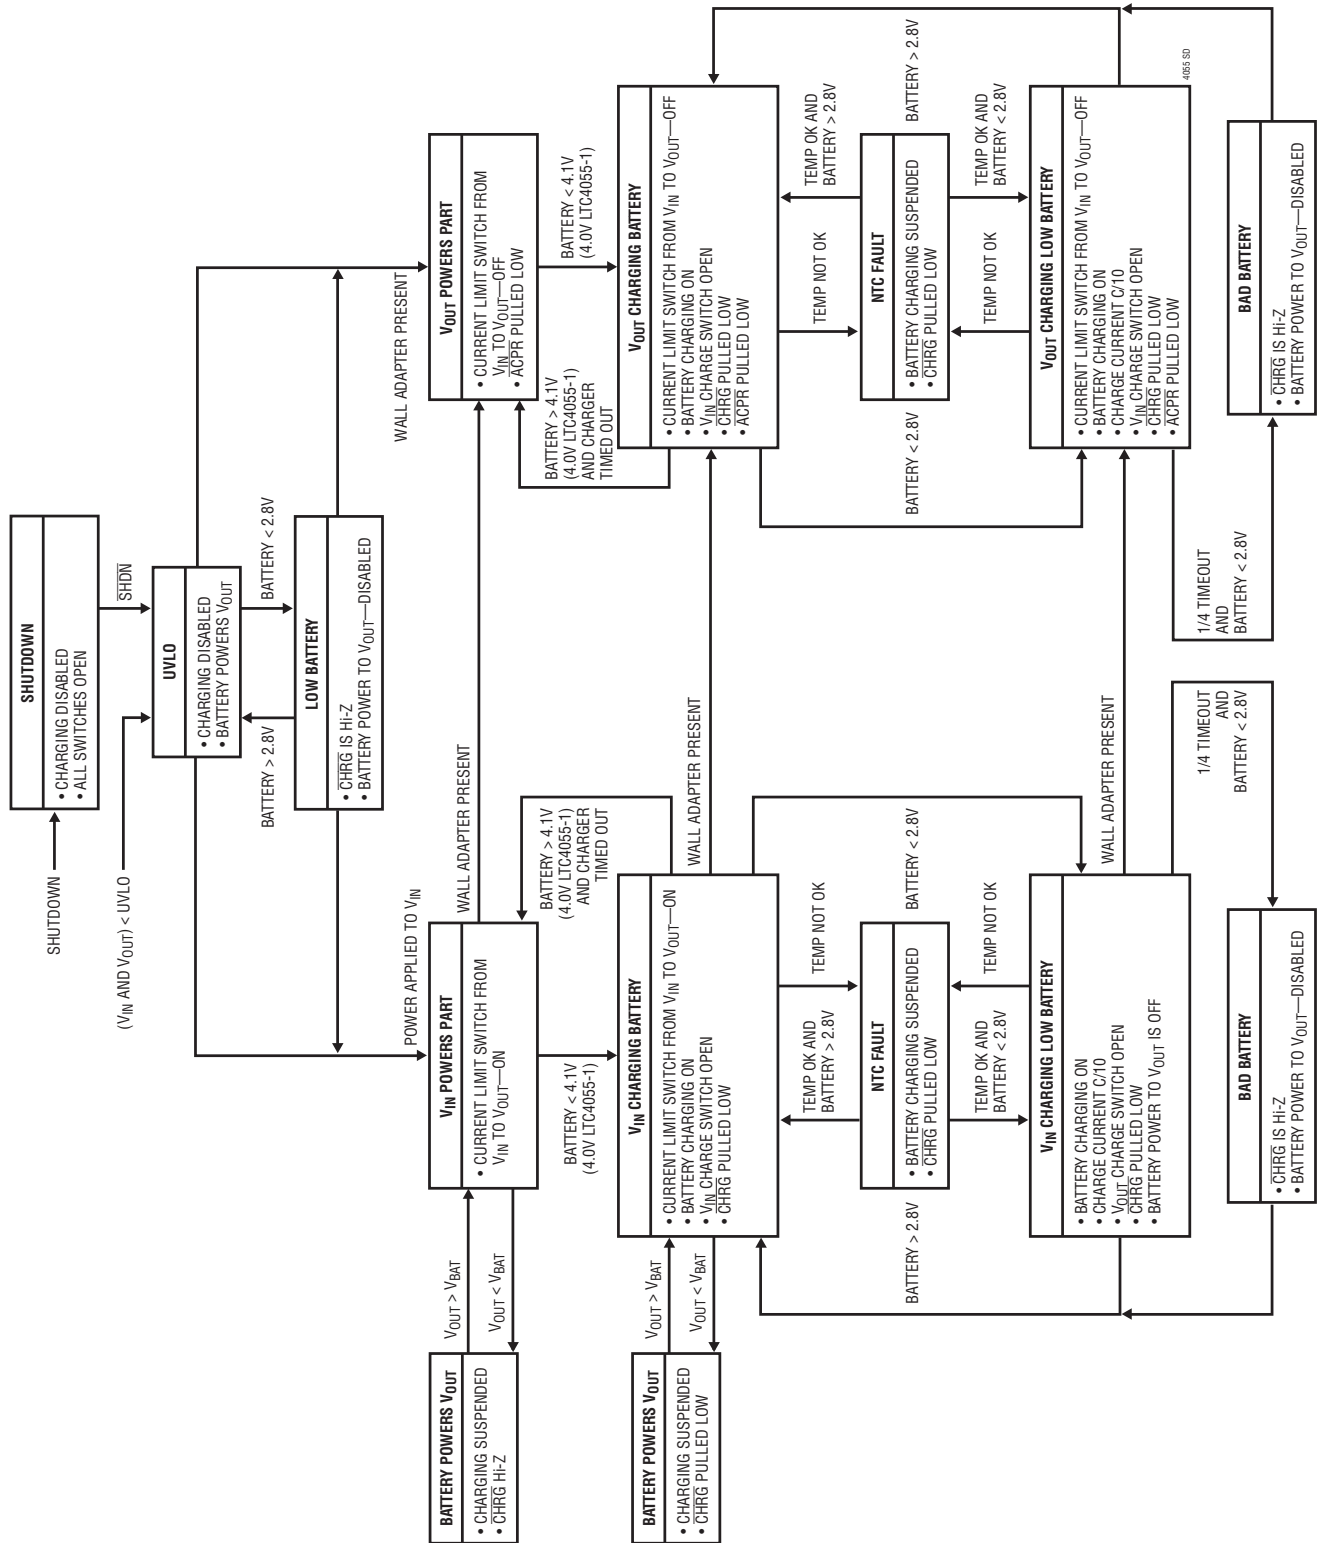 SHUTDOWN
• CHARGING DISABLED
• ALL SWITCHES OPEN
SHUTDOWN
(VIN AND VOUT) < UVLO
SHDN
UVLO
• CHARGING DISABLED
• BATTERY POWERS VOUT
BATTERY > 2.8V
BATTERY < 2.8V
LOW BATTERY
• CHRG IS Hi-Z
• BATTERY POWER TO VOUT—DISABLED
POWER APPLIED TO VIN
WALL ADAPTER PRESENT
BATTERY POWERS VOUT
• CHARGING SUSPENDED
• CHRG Hi-Z
VOUT > VBAT
VOUT < VBAT
VIN POWERS PART
• CURRENT LIMIT SWITCH FROM
VIN TO VOUT—ON
WALL ADAPTER PRESENT
VOUT POWERS PART
• CURRENT LIMIT SWITCH FROM
VIN TO VOUT—OFF
• ACPR PULLED LOW
BATTERY < 4.1V
(4.0V LTC4055-1)
BATTERY > 4.1V
(4.0V LTC4055-1)
AND CHARGER
TIMED OUT
BATTERY > 4.1V
(4.0V LTC4055-1)
AND CHARGER
TIMED OUT
BATTERY < 4.1V
(4.0V LTC4055-1)
BATTERY POWERS VOUT
• CHARGING SUSPENDED
• CHRG PULLED LOW
VOUT > VBAT
VOUT < VBAT
VIN CHARGING BATTERY
• CURRENT LIMIT SWITCH FROM VIN TO VOUT—ON
• BATTERY CHARGING ON
• VIN CHARGE SWITCH OPEN
• CHRG PULLED LOW
WALL ADAPTER PRESENT
VOUT CHARGING BATTERY
• CURRENT LIMIT SWITCH FROM VIN TO VOUT—OFF
• BATTERY CHARGING ON
• VIN CHARGE SWITCH OPEN
• CHRG PULLED LOW
• ACPR PULLED LOW
TEMP OK AND
BATTERY > 2.8V
TEMP NOT OK
TEMP NOT OK
TEMP OK AND
BATTERY > 2.8V
BATTERY > 2.8V
NTC FAULT
• BATTERY CHARGING SUSPENDED
• CHRG PULLED LOW
BATTERY < 2.8V
BATTERY < 2.8V
NTC FAULT
• BATTERY CHARGING SUSPENDED
• CHRG PULLED LOW
BATTERY > 2.8V
TEMP OK AND
BATTERY < 2.8V
TEMP NOT OK
TEMP NOT OK
TEMP OK AND
BATTERY < 2.8V
VIN CHARGING LOW BATTERY
• BATTERY CHARGING ON
• CHARGE CURRENT C/10
• VOUT CHARGE SWITCH OPEN
• CHRG PULLED LOW
• BATTERY POWER TO VOUT IS OFF
WALL ADAPTER PRESENT
VOUT CHARGING LOW BATTERY
• CURRENT LIMIT SWITCH FROM VIN TO VOUT—OFF
• BATTERY CHARGING ON
• CHARGE CURRENT C/10
• VIN CHARGE SWITCH OPEN
• CHRG PULLED LOW
• ACPR PULLED LOW
4055 SD
1/4 TIMEOUT
AND
BATTERY < 2.8V
1/4 TIMEOUT
AND
BATTERY < 2.8V
BAD BATTERY
• CHRG IS Hi-Z
• BATTERY POWER TO VOUT—DISABLED
BAD BATTERY
• CHRG IS Hi-Z
• BATTERY POWER TO VOUT—DISABLED